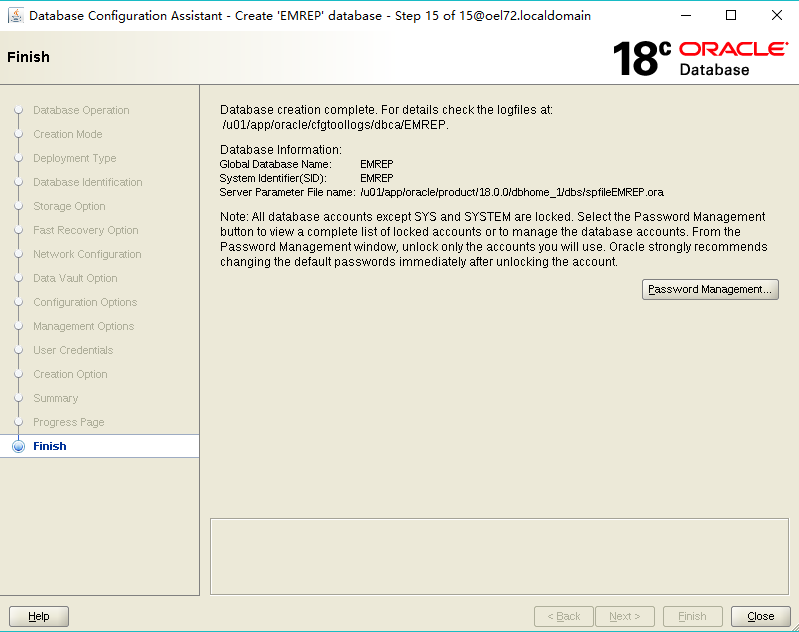 Database Configuration Assistant - Create 'EMREP' database - Step 15 of 15@oel72.localdomain
Finish
18c ORACLE
Database
Database Operation
Creation Mode
Deployment Type
Database Identification
Storage Option
Fast Recovery Option
Network Configuration
Data Vault Option
Configuration Options
Management Options
User Credentials
Creation Option
Summary
Progress Page
Finish
Database creation complete. For details check the logfiles at:
/u01/app/oracle/cfgtoollogs/dbca/EMREP.
Database Information:
Global Database Name: EMREP
System Identifier(SID): EMREP
Server Parameter File name: /u01/app/oracle/product/18.0.0/dbhome_1/dbs/spfileEMREP.ora
Note: All database accounts except SYS and SYSTEM are locked. Select the Password Management
button to view a complete list of locked accounts or to manage the database accounts. From the
Password Management window, unlock only the accounts you will use. Oracle strongly recommends
changing the default passwords immediately after unlocking the account.
Password Management...
Help
< Back
Next >
Finish
Close